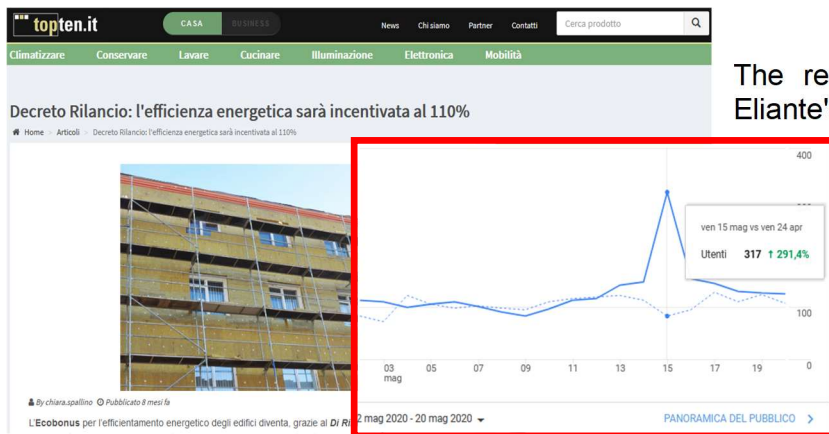 topten.it
CASA
BUSINESS
News Chi siamo Partner Contatti
Cerca prodotto
Climatizzare Conservare Lavare Cucinare Illuminazione Elettronica Mobilità
The re
Eliante'
Decreto Rilancio: l'efficienza energetica sarà incentivata al 110%
Home > Articoli > Decreto Rilancio: l'efficienza energetica sarà incentivata al 110%
400
ven 15 mag vs ven 24 apr
Utenti 317 ↑ 291,4%
100
0
03 05 07 09 11 13 15 17 19
mag
By chiara.spallino Pubblicato 8 mesi fa
L'Ecobonus per l'efficientamento energetico degli edifici diventa, grazie al Di Ri
2 mag 2020 - 20 mag 2020
PANORAMICA DEL PUBBLICO >